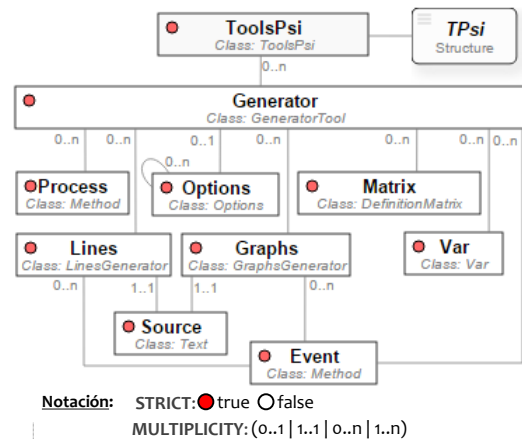 ToolsPsi
Class: ToolsPsi
TPsi
Structure
0..n
Generator
Class: GeneratorTool
0..n 0..n 0..1 0..n 0..n 0..n 0..n
0..n
Process
Class: Method
Options
Class: Options
Matrix
Class: DefinitionMatrix
Lines
Class: LinesGenerator
Graphs
Class: GraphsGenerator
Var
Class: Var
0..n 1..1 1..1 0..n
Source
Class: Text
Event
Class: Method
Notación: STRICT: true false
MULTIPLICITY: (0..1 | 1..1 | 0..n | 1..n)